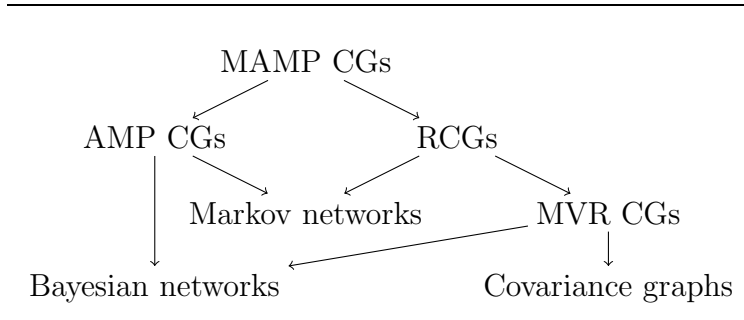 MAMP CGs
AMP CGs RCGs
Markov networks MVR CGs
Bayesian networks Covariance graphs